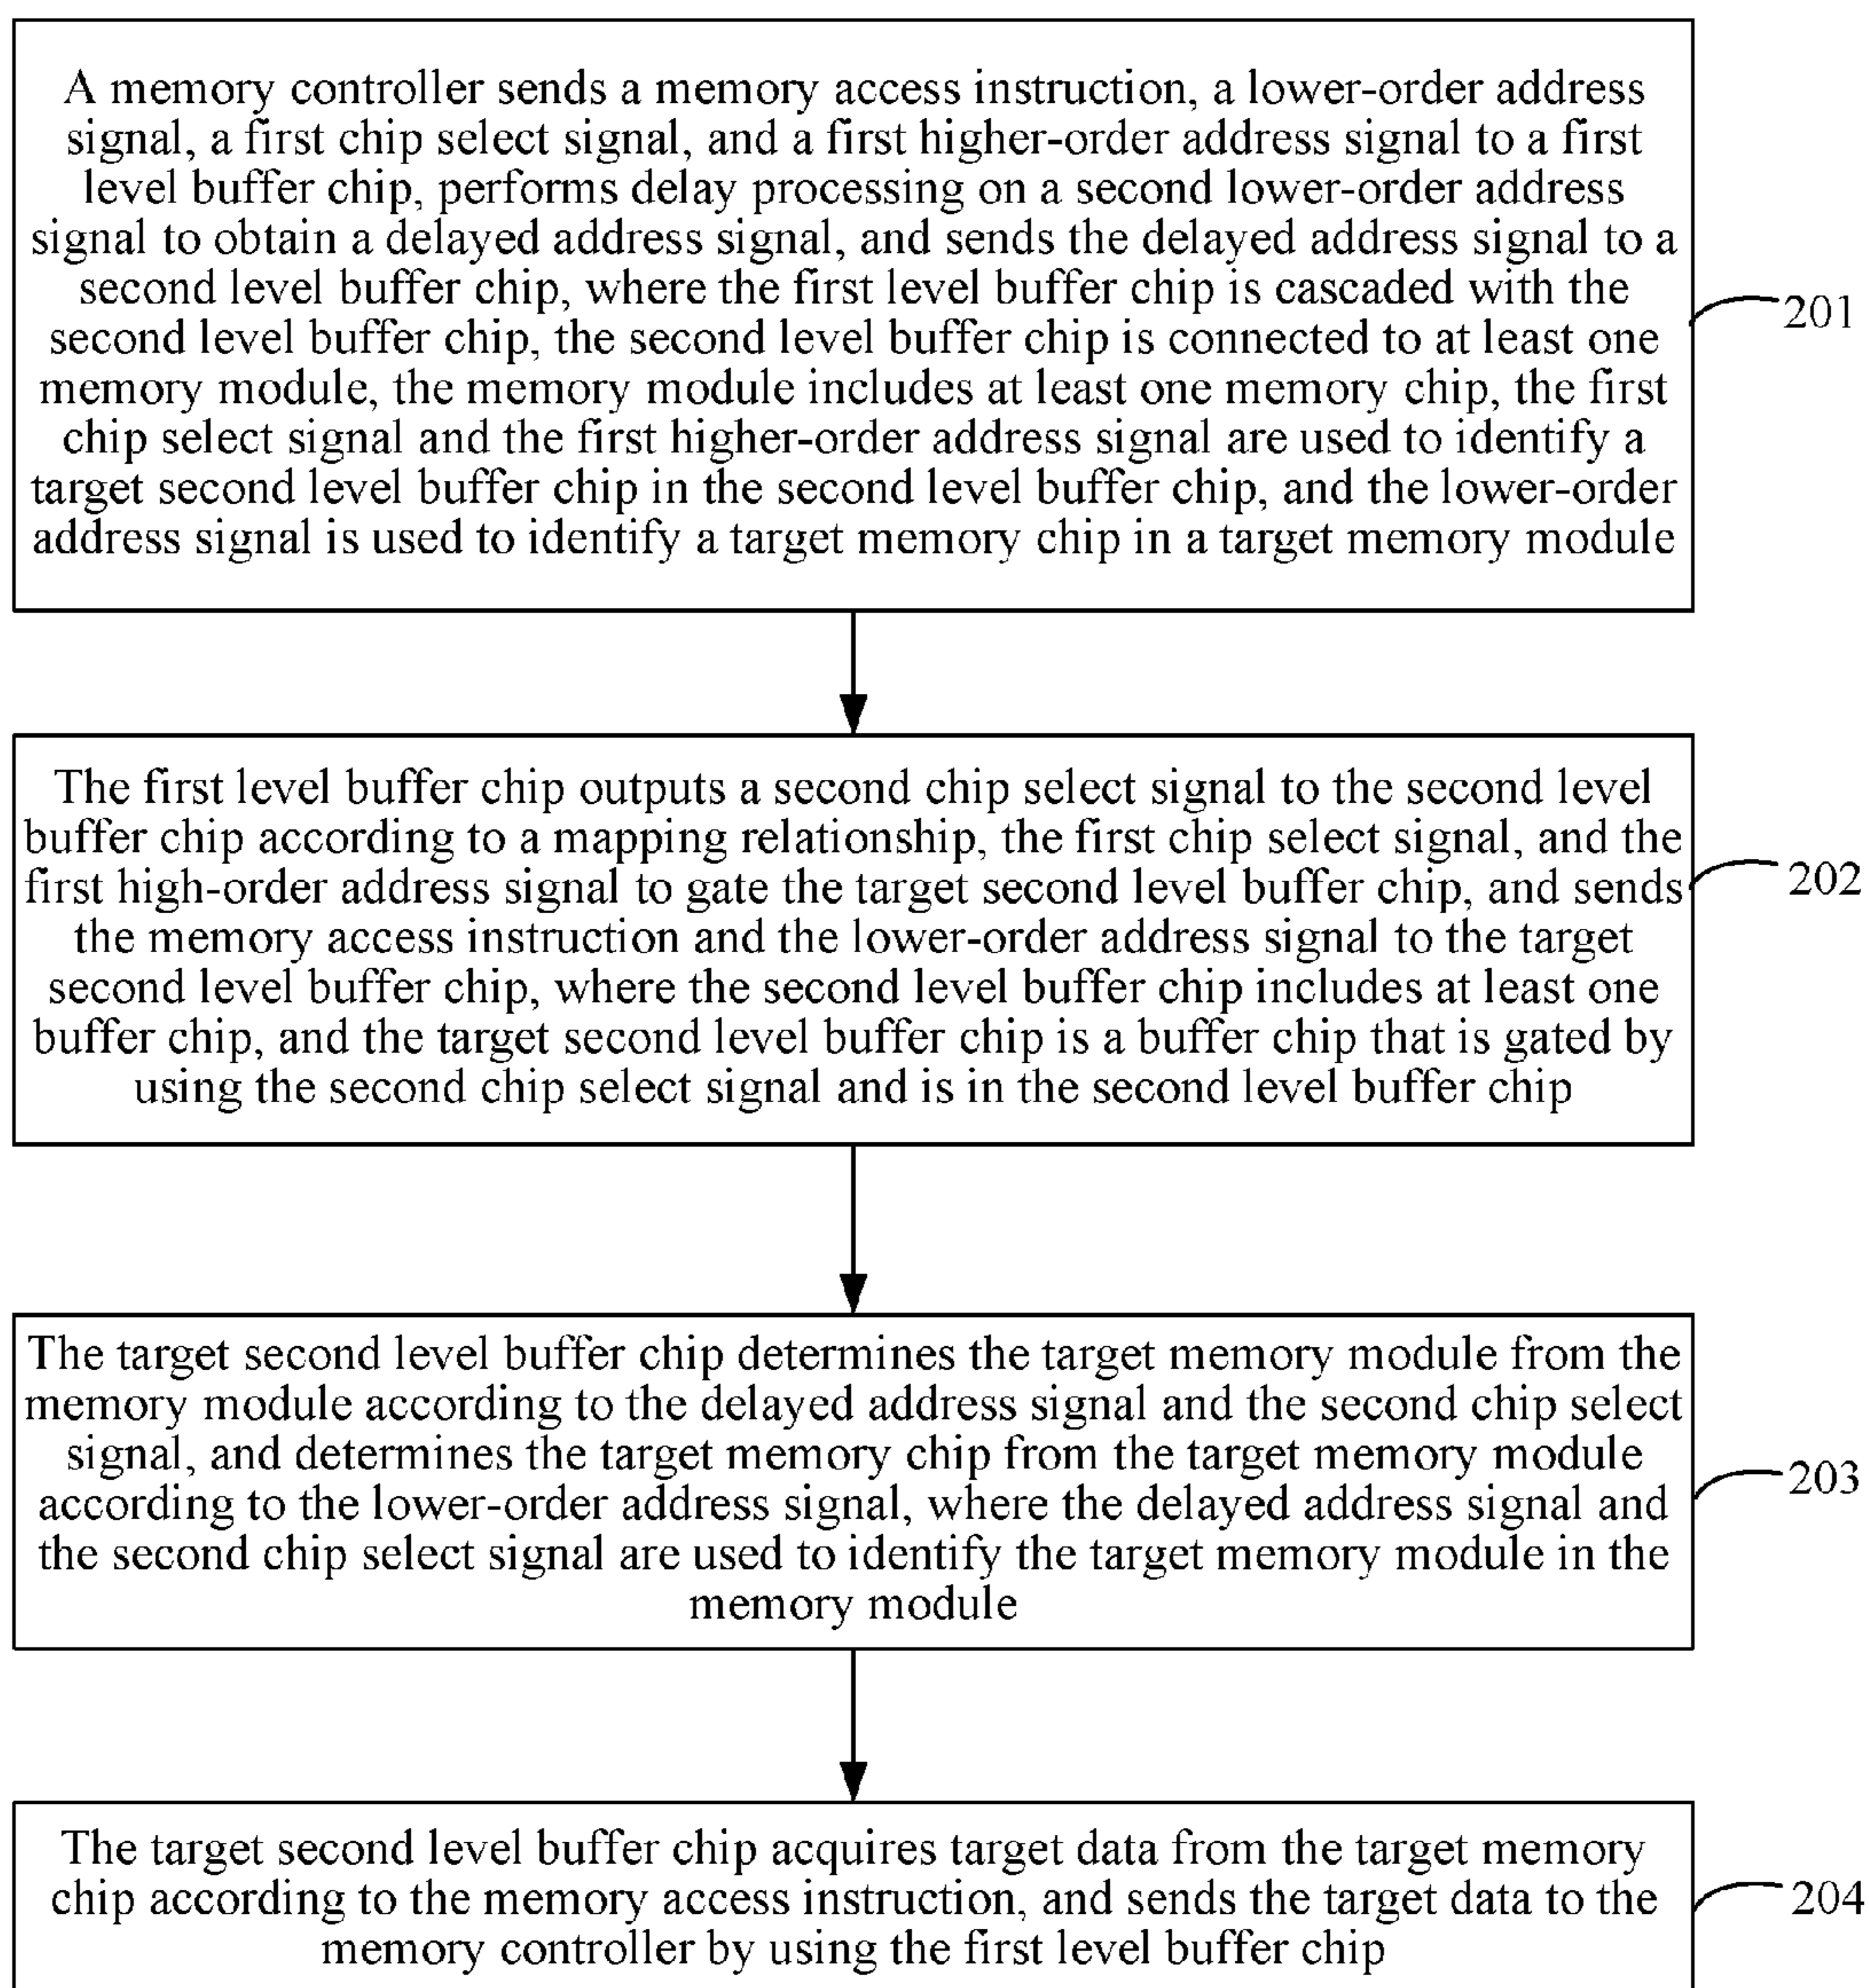 A memory controller sends a memory access instruction, a lower-order address
signal, a first chip select signal, and a first higher-order address signal to a first
level buffer chip, performs delay processing on a second lower-order address
signal to obtain a delayed address signal, and sends the delayed address signal to a
second level buffer chip, where the first level buffer chip is cascaded with the
second level buffer chip, the second level buffer chip is connected to at least one
memory module, the memory module includes at least one memory chip, the first
chip select signal and the first higher-order address signal are used to identify a
target second level buffer chip in the second level buffer chip, and the lower-order
address signal is used to identify a target memory chip in a target memory module
201
The first level buffer chip outputs a second chip select signal to the second level
buffer chip according to a mapping relationship, the first chip select signal, and the
first high-order address signal to gate the target second level buffer chip, and sends
the memory access instruction and the lower-order address signal to the target
second level buffer chip, where the second level buffer chip includes at least one
buffer chip, and the target second level buffer chip is a buffer chip that is gated by
using the second chip select signal and is in the second level buffer chip
202
The target second level buffer chip determines the target memory module from the
memory module according to the delayed address signal and the second chip select
signal, and determines the target memory chip from the target memory module
according to the lower-order address signal, where the delayed address signal and
the second chip select signal are used to identify the target memory module in the
memory module
203
The target second level buffer chip acquires target data from the target memory
chip according to the memory access instruction, and sends the target data to the
memory controller by using the first level buffer chip
204